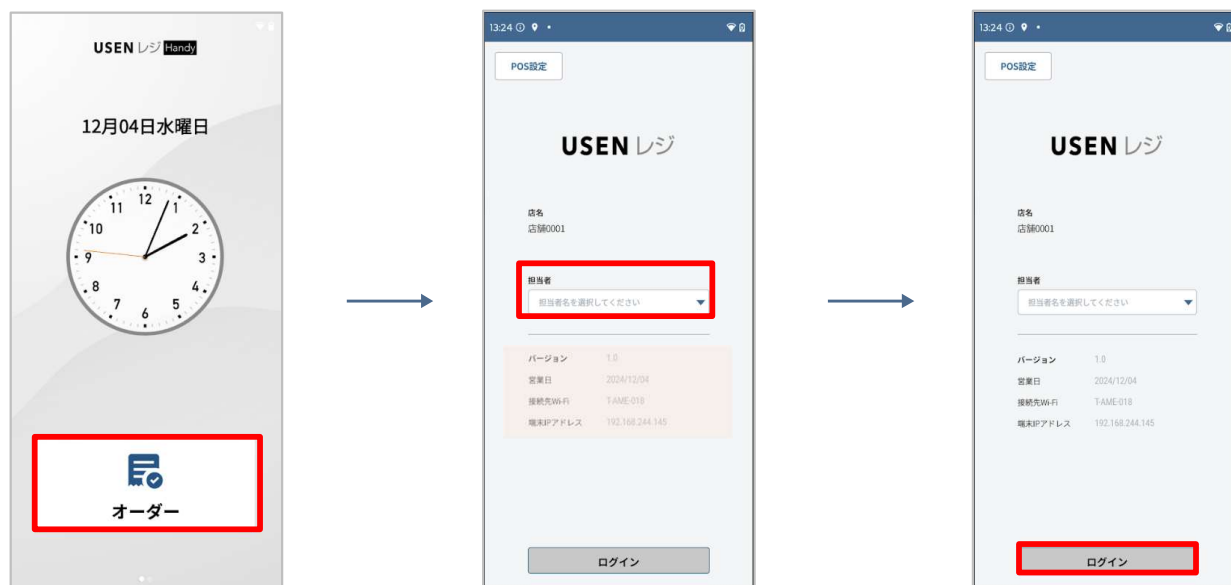 USEN レジ Handy
12月04日水曜日
12
1
2
3
4
5
6
7
8
9
10
11
オーダー
13:24
POS設定
USEN レジ
店名
店舗0001
担当者
担当者名を選択してください
バージョン 1.0
営業日 2024/12/04
接続先Wi-Fi T-AME-018
端末IPアドレス 192.168.244.145
ログイン
13:24
POS設定
USEN レジ
店名
店舗0001
担当者
担当者名を選択してください
バージョン 1.0
営業日 2024/12/04
接続先Wi-Fi T-AME-018
端末IPアドレス 192.168.244.145
ログイン